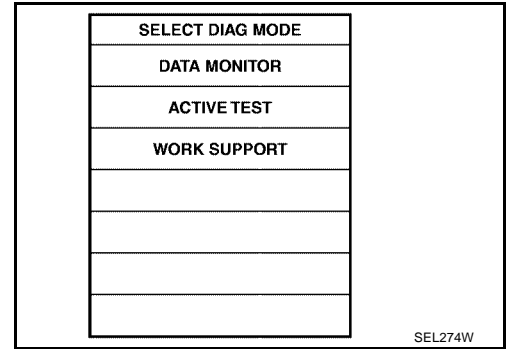 SELECT DIAG MODE
DATA MONITOR
ACTIVE TEST
WORK SUPPORT
SEL274W